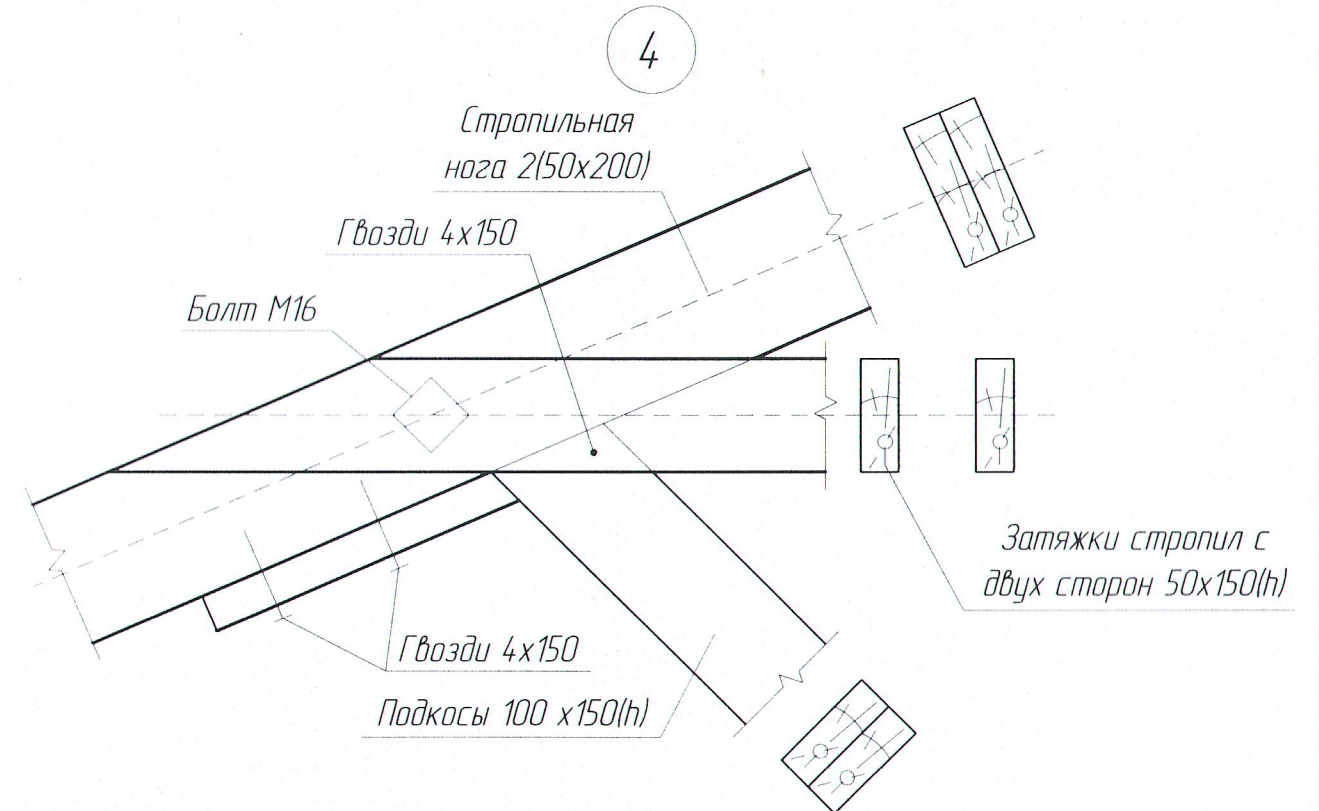 4
Стропильная
нога 2(50х200)
Гвозди 4х150
Болт М16
Затяжки стропил с
двух сторон 50х150(h)
Гвозди 4х150
Подкосы 100 х150(h)